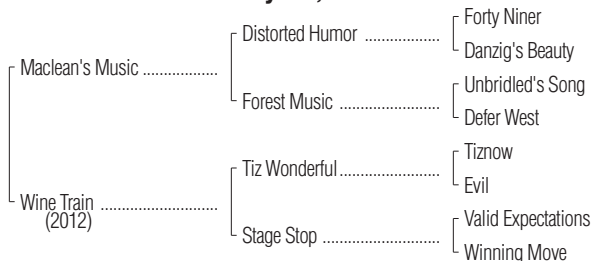 Forty Niner
Distorted Humor ..................
Danzig's Beauty
Maclean's Music ..................
Unbridled's Song
Forest Music ........................
Defer West
Tiznow
Tiz Wonderful........................
Evil
Wine Train ............................
(2012)
Valid Expectations
Stage Stop ............................
Winning Move